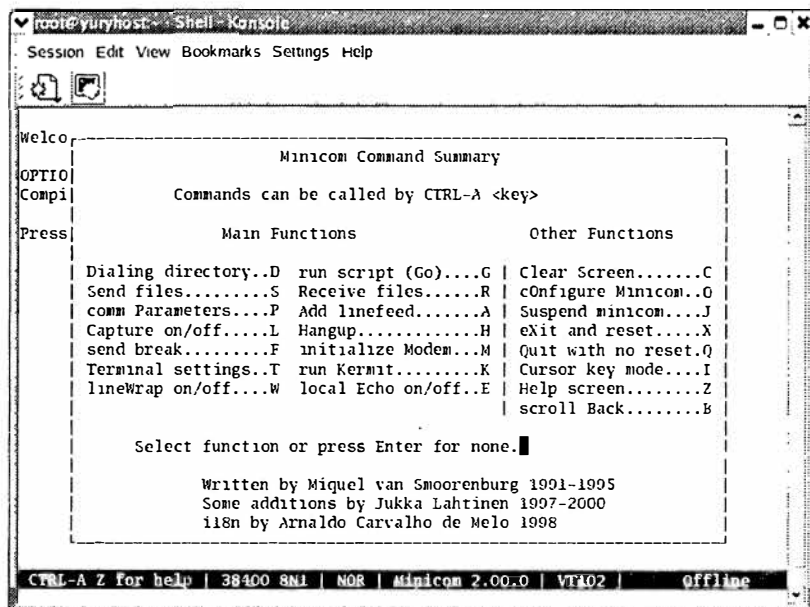 root@yuryhost:~ - Shell - Konsole
Session Edit View Bookmarks Settings Help
Welco
Minicom Command Summary
OPTIO
Compi Commands can be called by CTRL-A <key>
Press Main Functions Other Functions
Dialing directory..D run script (Go)....G | Clear Screen.......C
Send files.........S Receive files......R | cOnfigure Minicom..O
comm Parameters....P Add linefeed.......A | Suspend minicom....J
Capture on/off.....L Hangup.............H | eXit and reset.....X
send break.........F initialize Modem...M | Quit with no reset.Q
Terminal settings..T run Kermit.........K | Cursor key mode....I
lineWrap on/off....W local Echo on/off..E | Help screen........Z
| scroll Back........B
Select function or press Enter for none.
Written by Miquel van Smoorenburg 1991-1995
Some additions by Jukka Lahtinen 1997-2000
i18n by Arnaldo Carvalho de Melo 1998
CTRL-A Z for help | 38400 8N1 | NOR | Minicom 2.00.0 | VT102 | Offline